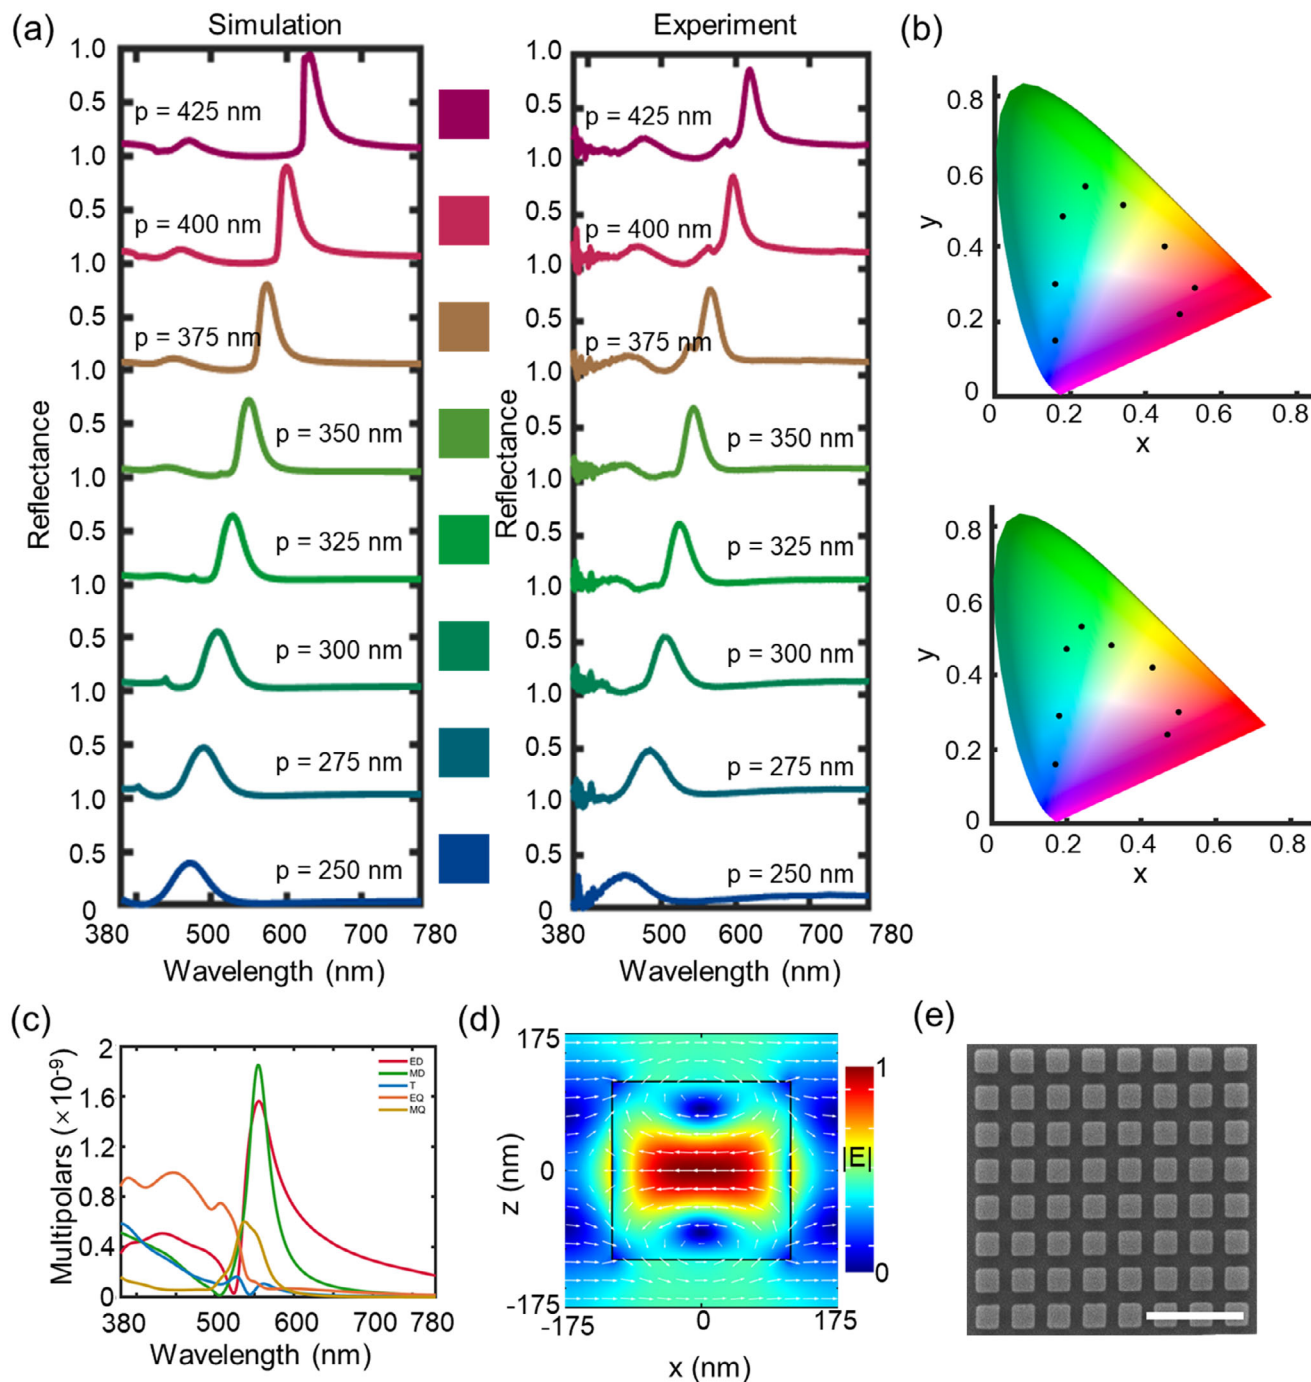 (a)
Simulation
Reflectance
1.0
0.5
p = 425 nm
1.0
0.5
p = 400 nm
1.0
0.5
p = 375 nm
1.0
0.5
p = 350 nm
1.0
0.5
p = 325 nm
1.0
0.5
p = 300 nm
1.0
0.5
p = 275 nm
1.0
0.5
p = 250 nm
0
380 500 600 700 780
Wavelength (nm)
Experiment
Reflectance
1.0
0.5
p = 425 nm
1.0
0.5
p = 400 nm
1.0
0.5
p = 375 nm
1.0
0.5
p = 350 nm
1.0
0.5
p = 325 nm
1.0
0.5
p = 300 nm
1.0
0.5
p = 275 nm
1.0
0.5
p = 250 nm
0
380 500 600 700 780
Wavelength (nm)
(b)
0.8
0.6
y
0.4
0.2
0
0 0.2 0.4 0.6 0.8
x
0.8
0.6
y
0.4
0.2
0
0 0.2 0.4 0.6 0.8
x
(c)
Multipolars (×10⁻⁹)
2
1.6
1.2
0.8
0.4
0
ED
MD
T
EQ
MQ
380 500 600 700 780
Wavelength (nm)
(d)
175
z (nm)
0
-175
-175 0 175
x (nm)
1
|E|
0
(e)